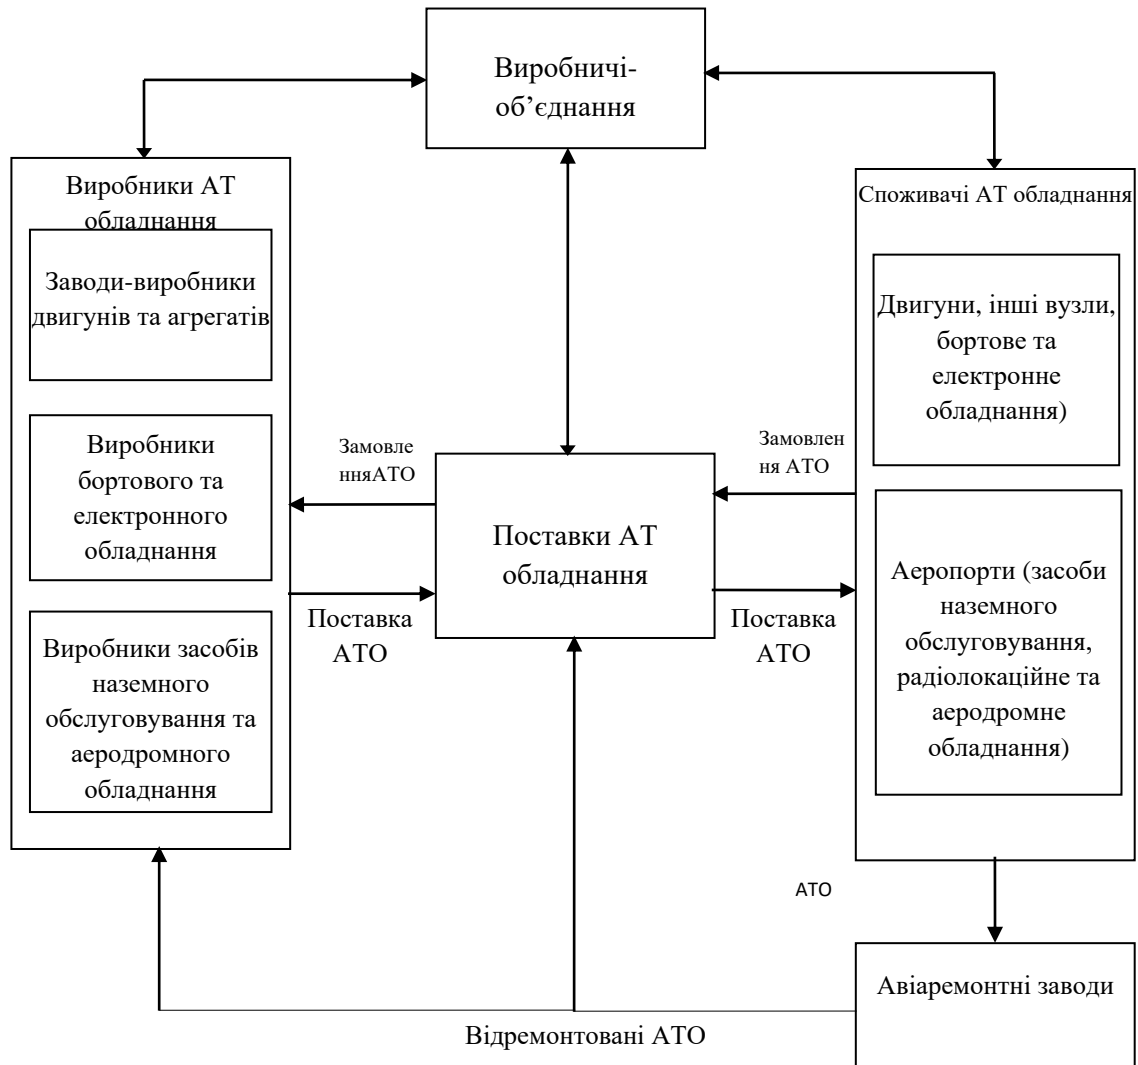 Виробничі-
об’єднання
Виробники АТ
обладнання
Заводи-виробники
двигунів та агрегатів
Виробники
бортового та
електронного
обладнання
Виробники засобів
наземного
обслуговування та
аеродромного
обладнання
Замовле
нняАТО
Поставка
АТО
Поставки АТ
обладнання
Замовлен
ня АТО
Поставка
АТО
Споживачі АТ обладнання
Двигуни, інші вузли,
бортове та
електронне
обладнання)
Аеропорти (засоби
наземного
обслуговування,
радіолокаційне та
аеродромне
обладнання)
АТО
Авіаремонтні заводи
Відремонтовані АТО